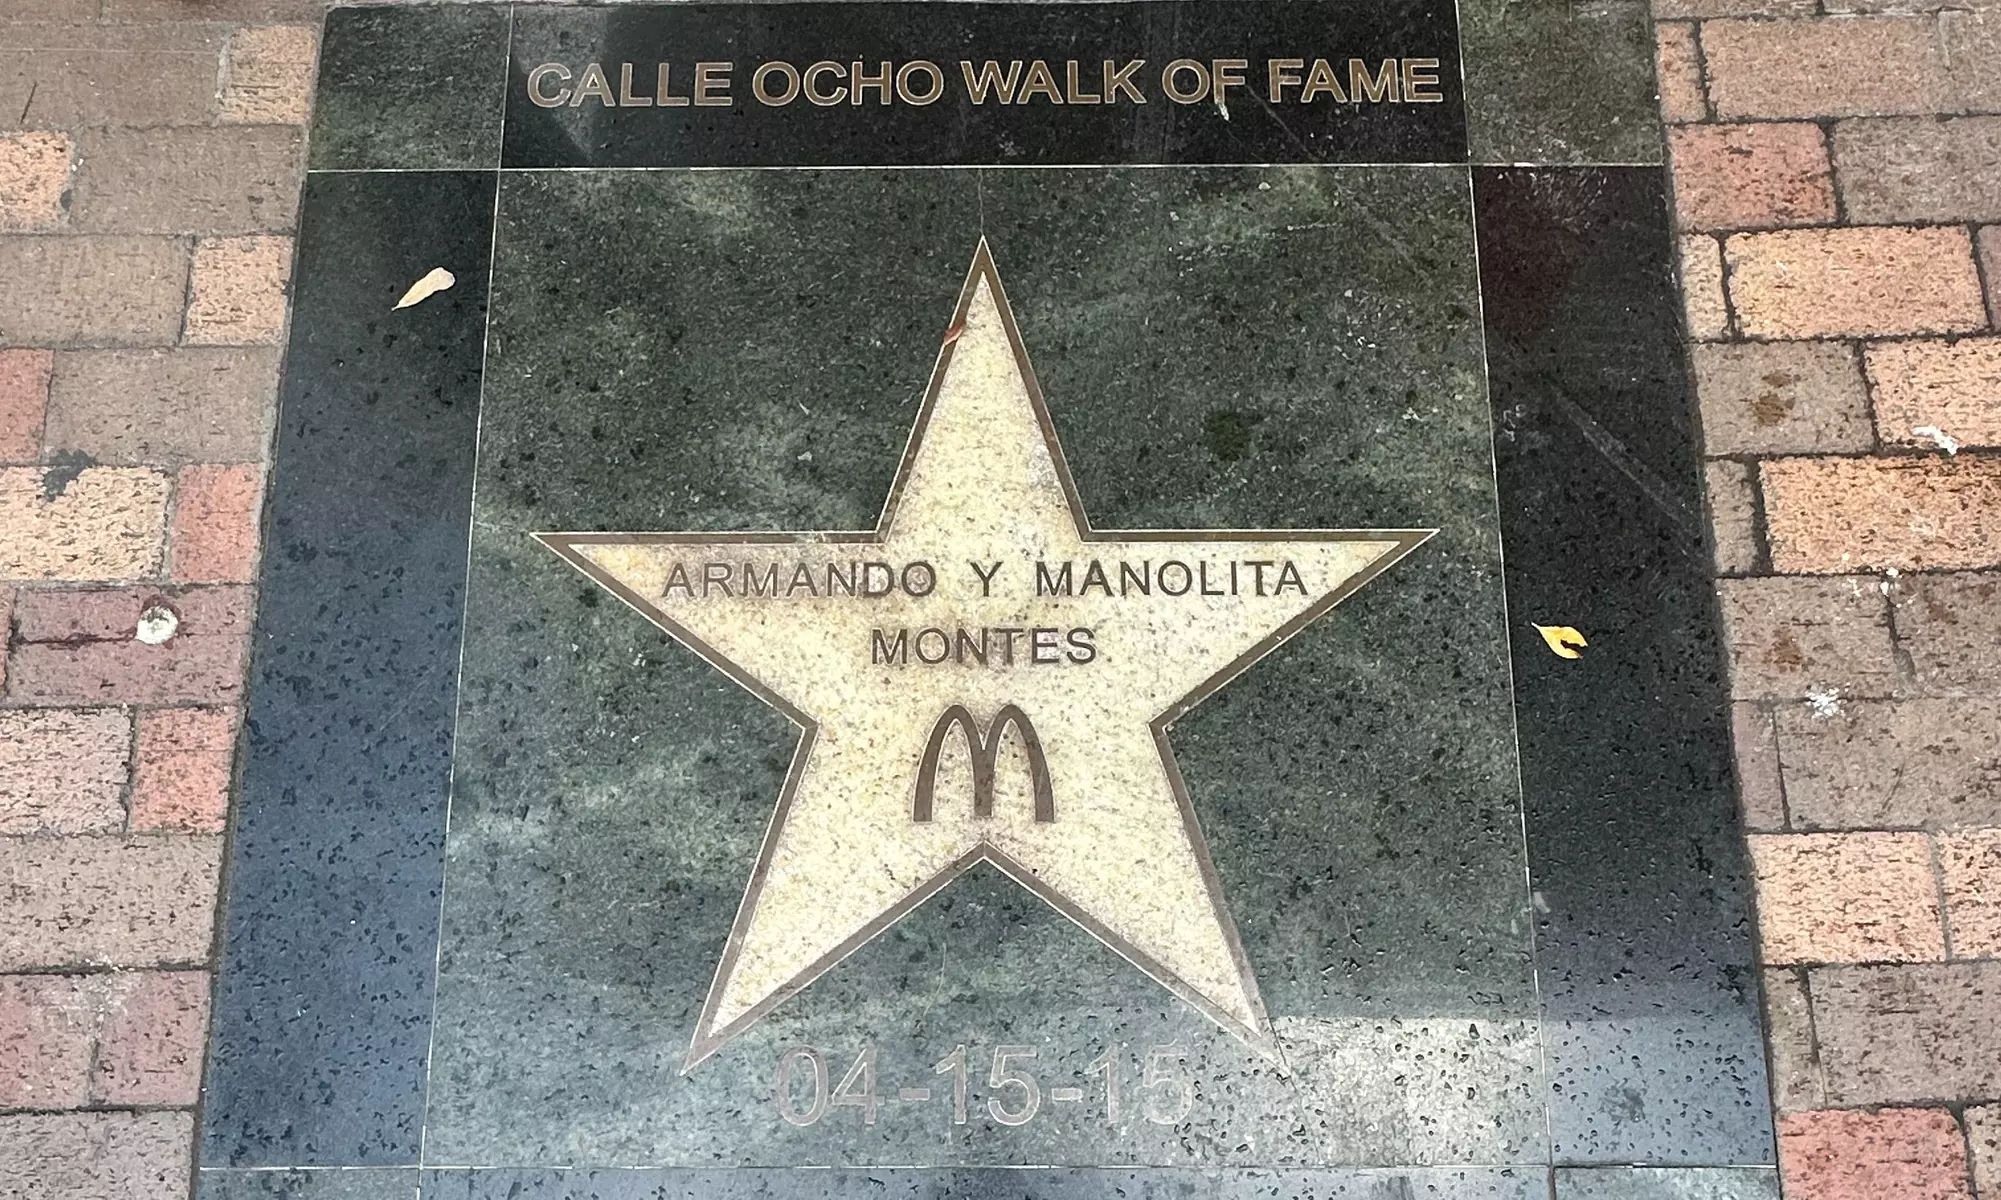 CALLE OCHO WALK OF FAME
ARMANDO Y MANOLITA
MONTES
04-15-15